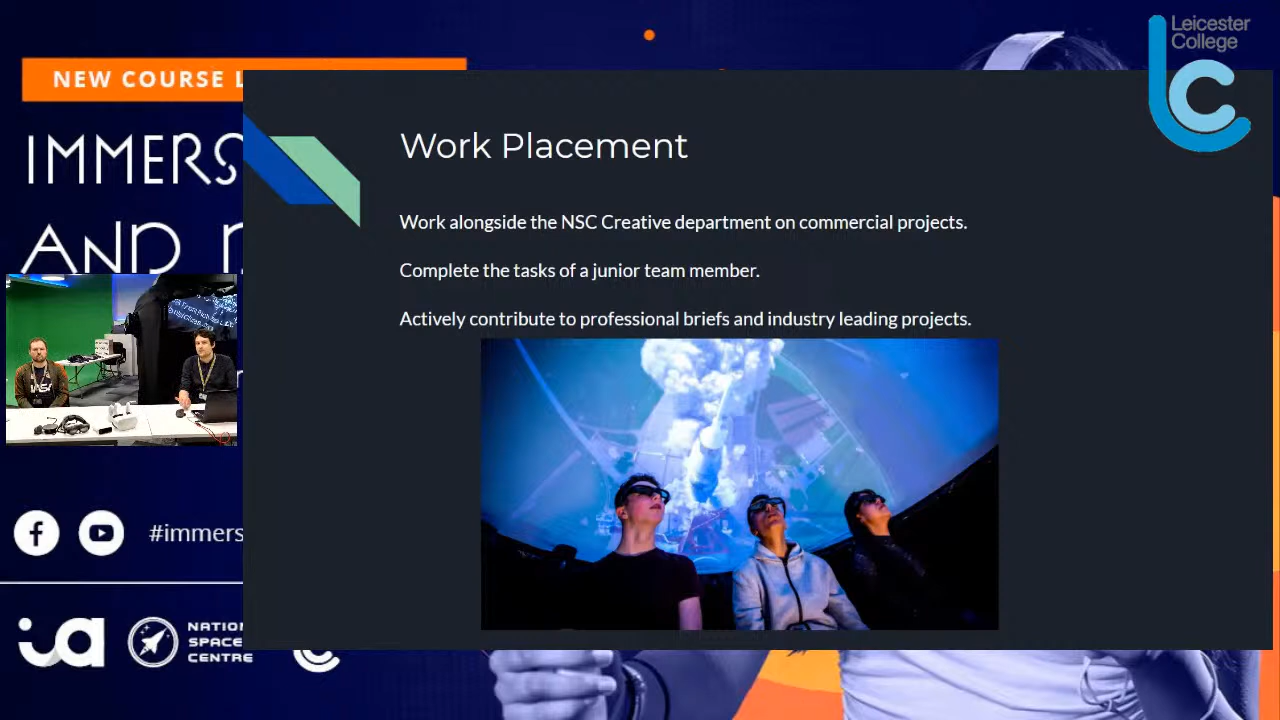 Leicester
College
NEW COURSE L
IMMERS
AND
Work Placement
Work alongside the NSC Creative department on commercial projects.
Complete the tasks of a junior team member.
Actively contribute to professional briefs and industry leading projects.
#immers
NATION
SPACE
CENTRE